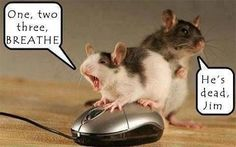 One, two
three,
BREATHE
He's
dead,
Jim